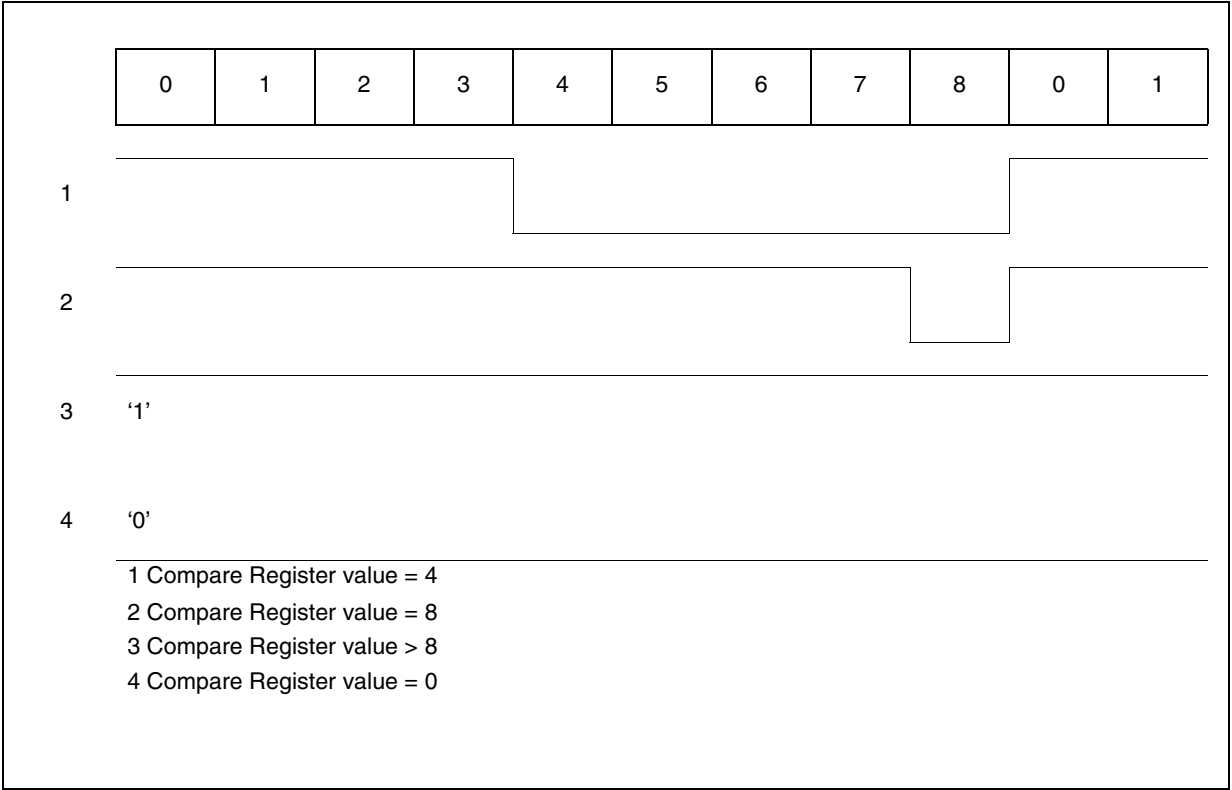 0 1 2 3 4 5 6 7 8 0 1
1
2
3 ‘1’
4 ‘0’
1 Compare Register value = 4
2 Compare Register value = 8
3 Compare Register value > 8
4 Compare Register value = 0